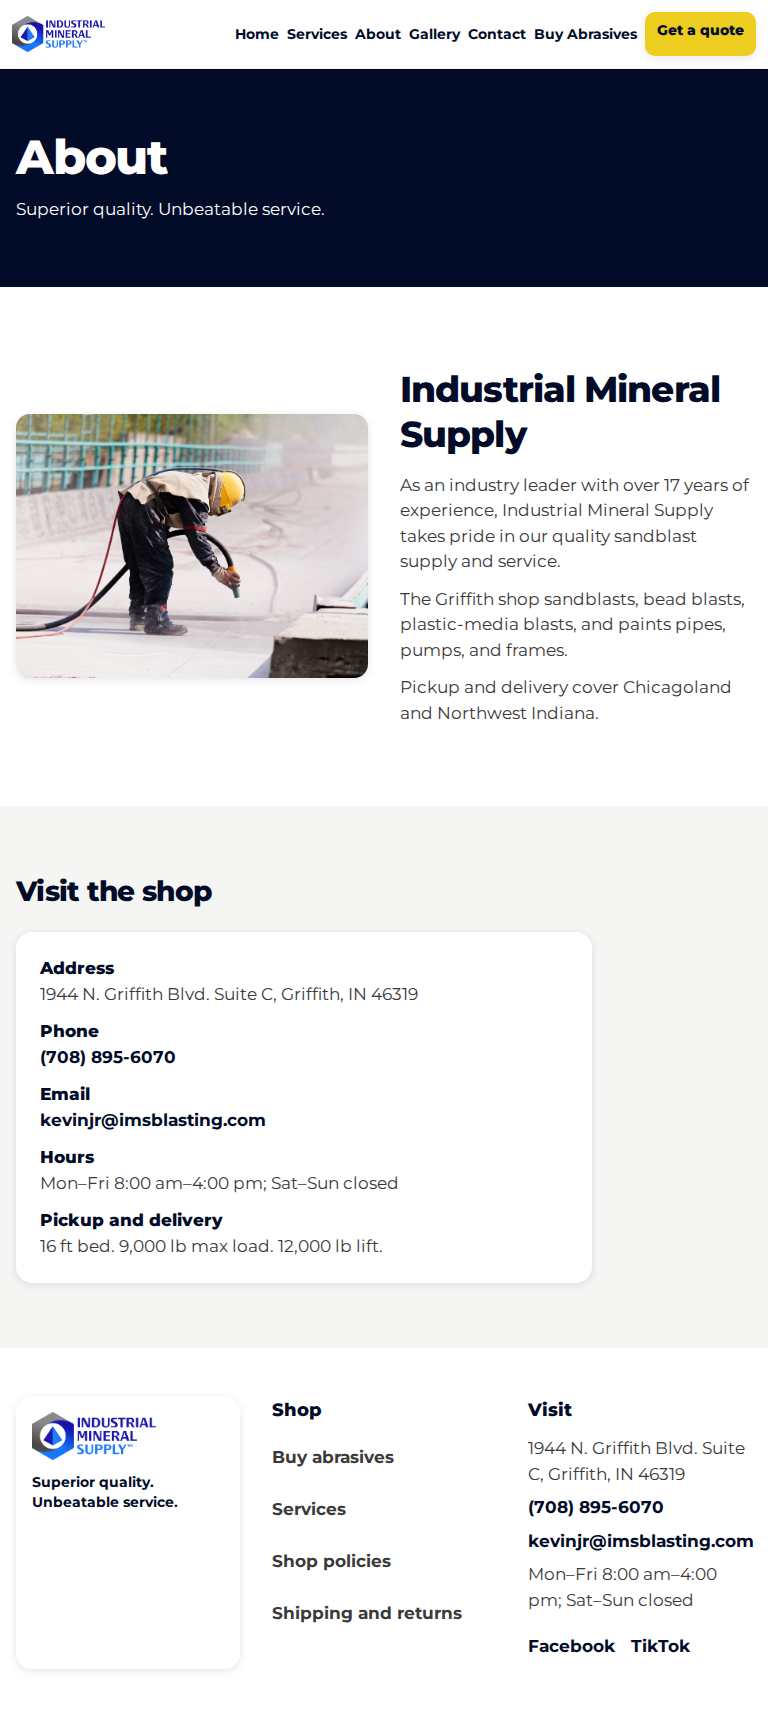 INDUSTRIAL
MINERAL
SUPPLY™
Home Services About Gallery Contact Buy Abrasives Get a quote
About
Superior quality. Unbeatable service.
Industrial Mineral
Supply
As an industry leader with over 17 years of
experience, Industrial Mineral Supply
takes pride in our quality sandblast
supply and service.
The Griffith shop sandblasts, bead blasts,
plastic-media blasts, and paints pipes,
pumps, and frames.
Pickup and delivery cover Chicagoland
and Northwest Indiana.
Visit the shop
Address
1944 N. Griffith Blvd. Suite C, Griffith, IN 46319
Phone
(708) 895-6070
Email
kevinjr@imsblasting.com
Hours
Mon–Fri 8:00 am–4:00 pm; Sat–Sun closed
Pickup and delivery
16 ft bed. 9,000 lb max load. 12,000 lb lift.
INDUSTRIAL
MINERAL
SUPPLY™
Superior quality.
Unbeatable service.
Shop
Buy abrasives
Services
Shop policies
Shipping and returns
Visit
1944 N. Griffith Blvd. Suite
C, Griffith, IN 46319
(708) 895-6070
kevinjr@imsblasting.com
Mon–Fri 8:00 am–4:00
pm; Sat–Sun closed
Facebook TikTok